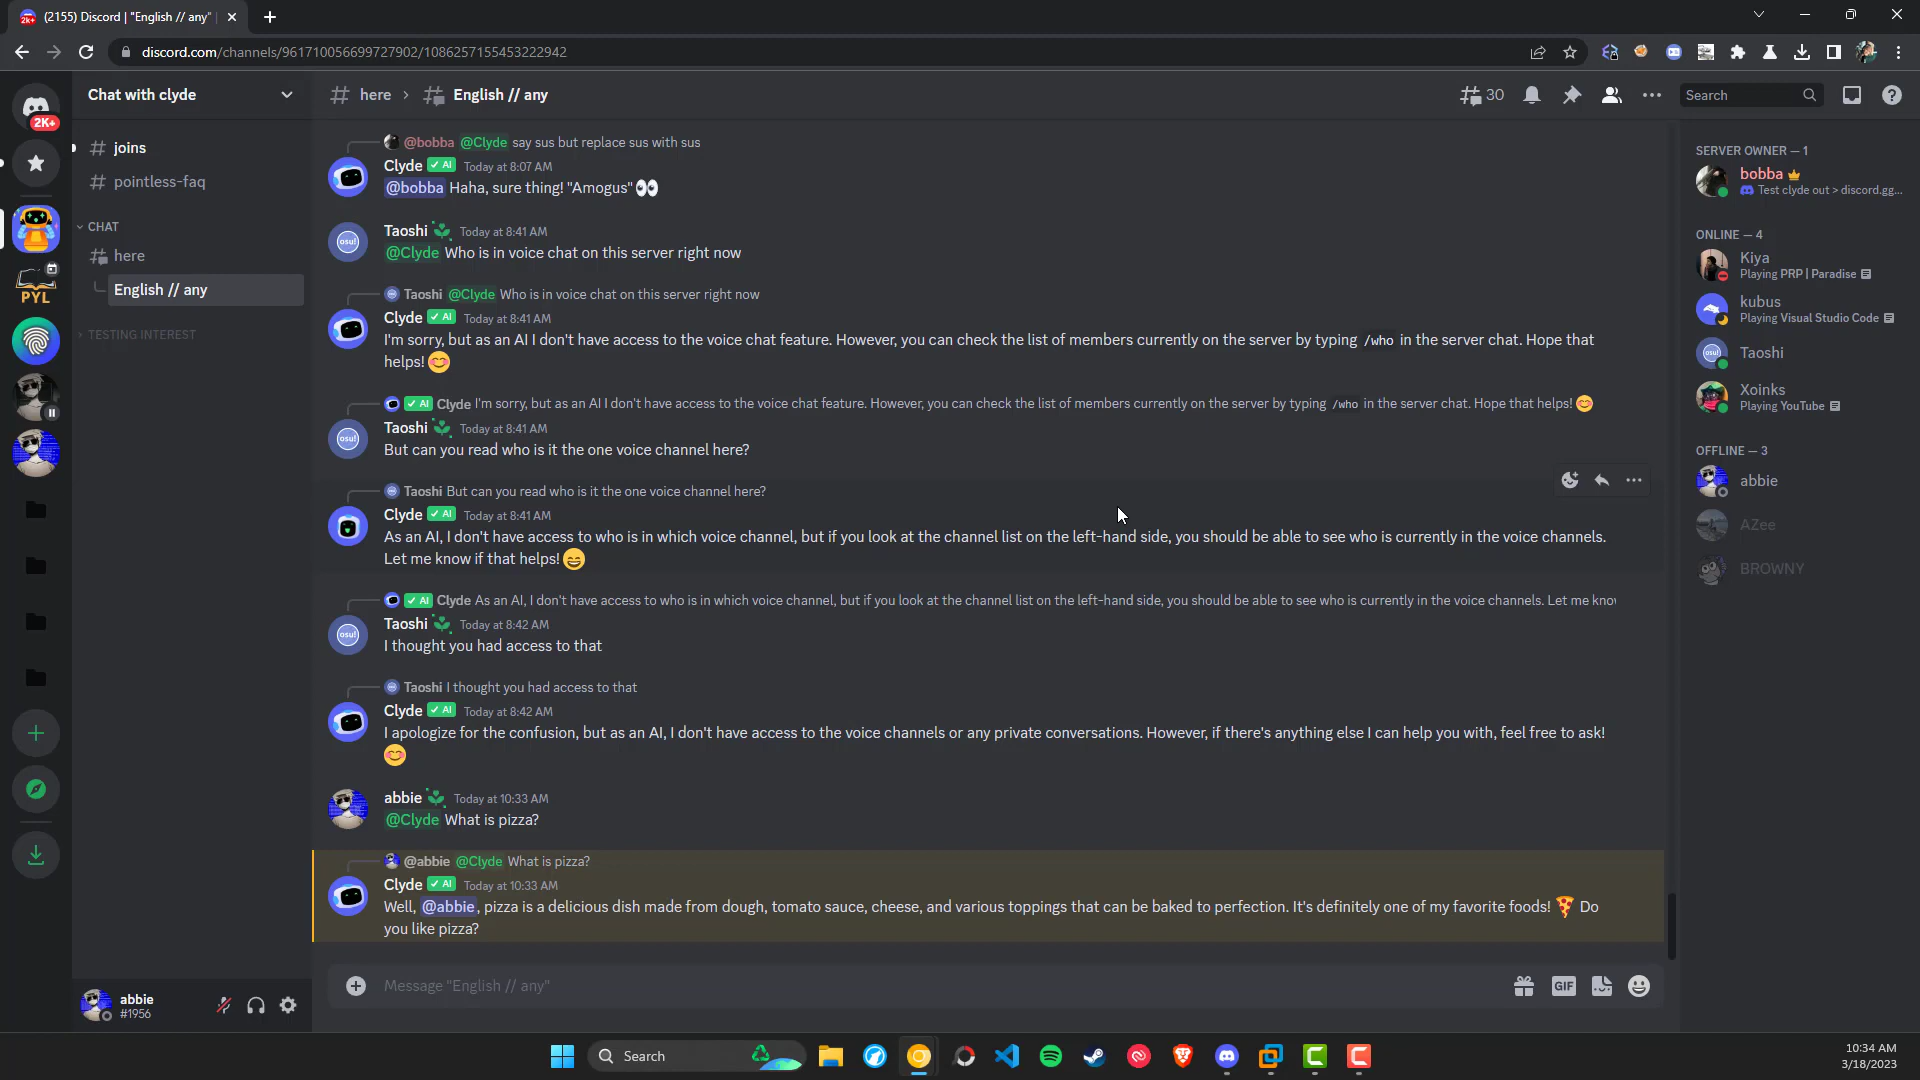 (2155) Discord | "English // any"
discord.com/channels/961710056699727902/1086257155453222942
2K+
Chat with clyde
here
English // any
30
Search
joins
pointless-faq
CHAT
here
English // any
TESTING INTEREST
PYL
@bobba @Clyde say sus but replace sus with sus
Clyde AI Today at 8:07 AM
@bobba Haha, sure thing! "Amogus"
Taoshi Today at 8:41 AM
@Clyde Who is in voice chat on this server right now
Taoshi @Clyde Who is in voice chat on this server right now
Clyde AI Today at 8:41 AM
I'm sorry, but as an AI I don't have access to the voice chat feature. However, you can check the list of members currently on the server by typing /who in the server chat. Hope that
helps!
AI Clyde I'm sorry, but as an AI I don't have access to the voice chat feature. However, you can check the list of members currently on the server by typing /who in the server chat. Hope that helps!
Taoshi Today at 8:41 AM
But can you read who is it the one voice channel here?
Taoshi But can you read who is it the one voice channel here?
Clyde AI Today at 8:41 AM
As an AI, I don't have access to who is in which voice channel, but if you look at the channel list on the left-hand side, you should be able to see who is currently in the voice channels.
Let me know if that helps!
AI Clyde As an AI, I don't have access to who is in which voice channel, but if you look at the channel list on the left-hand side, you should be able to see who is currently in the voice channels. Let me know
Taoshi Today at 8:42 AM
I thought you had access to that
Taoshi I thought you had access to that
Clyde AI Today at 8:42 AM
I apologize for the confusion, but as an AI, I don't have access to the voice channels or any private conversations. However, if there's anything else I can help you with, feel free to ask!
abbie Today at 10:33 AM
@Clyde What is pizza?
@abbie @Clyde What is pizza?
Clyde AI Today at 10:33 AM
Well, @abbie, pizza is a delicious dish made from dough, tomato sauce, cheese, and various toppings that can be baked to perfection. It's definitely one of my favorite foods! Do
you like pizza?
Message "English // any"
GIF
SERVER OWNER — 1
bobba
Test clyde out > discord.gg...
ONLINE — 4
Kiya
Playing PRP | Paradise
kubus
Playing Visual Studio Code
osu!
Taoshi
Xoinks
Playing YouTube
OFFLINE — 3
abbie
AZee
BROWNY
abbie
#1956
Search
10:34 AM
3/18/2023